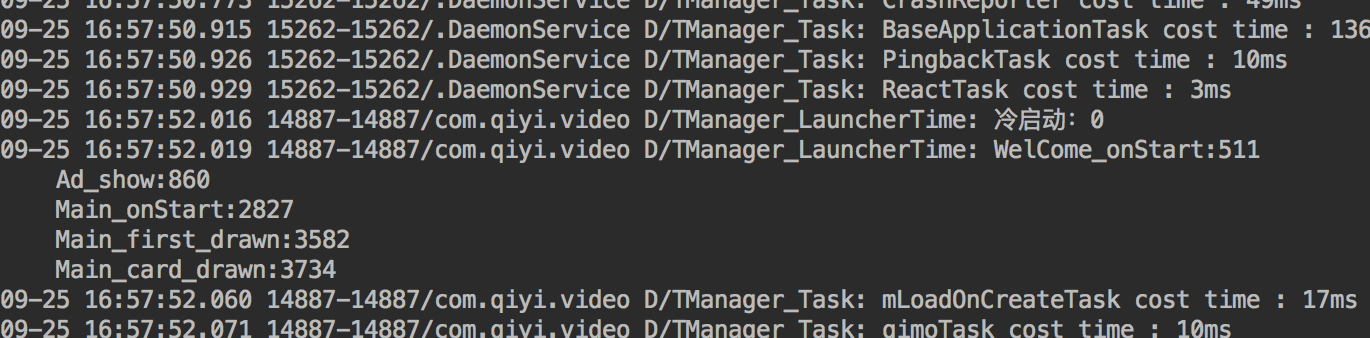 09-25 16:57:50.773 15262-15262/.DaemonService D/TManager_Task: CrashReporter cost time : 49ms
09-25 16:57:50.915 15262-15262/.DaemonService D/TManager_Task: BaseApplicationTask cost time : 136
09-25 16:57:50.926 15262-15262/.DaemonService D/TManager_Task: PingbackTask cost time : 10ms
09-25 16:57:50.929 15262-15262/.DaemonService D/TManager_Task: ReactTask cost time : 3ms
09-25 16:57:52.016 14887-14887/com.qiyi.video D/TManager_LauncherTime: 冷启动：0
09-25 16:57:52.019 14887-14887/com.qiyi.video D/TManager_LauncherTime: WelCome_onStart:511
Ad_show:860
Main_onStart:2827
Main_first_drawn:3582
Main_card_drawn:3734
09-25 16:57:52.060 14887-14887/com.qiyi.video D/TManager_Task: mLoadOnCreateTask cost time : 17ms
09-25 16:57:52.071 14887-14887/com.qiyi.video D/TManager_Task: qimoTask cost time : 10ms